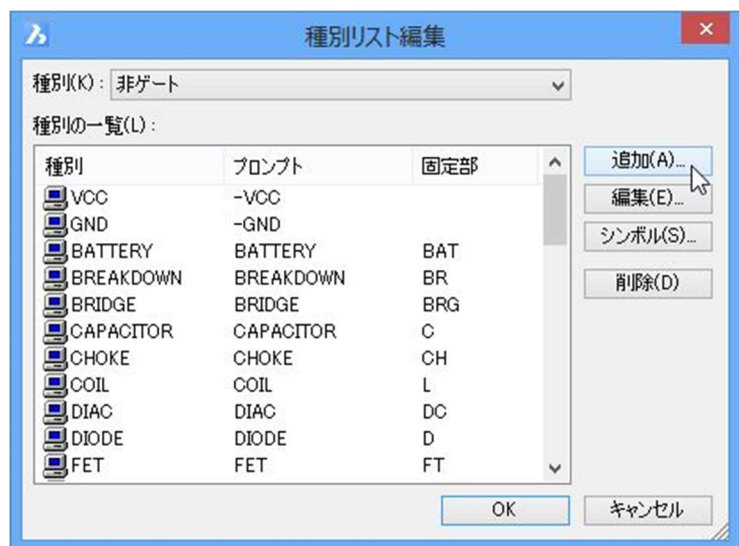 種別リスト編集
種別(K): 非ゲート
種別の一覧(L):
種別 プロンプト 固定部
VCC -VCC
GND -GND
BATTERY BATTERY BAT
BREAKDOWN BREAKDOWN BR
BRIDGE BRIDGE BRG
CAPACITOR CAPACITOR C
CHOKE CHOKE CH
COIL COIL L
DIAC DIAC DC
DIODE DIODE D
FET FET FT
追加(A)...
編集(E)...
シンボル(S)...
削除(D)
OK キャンセル